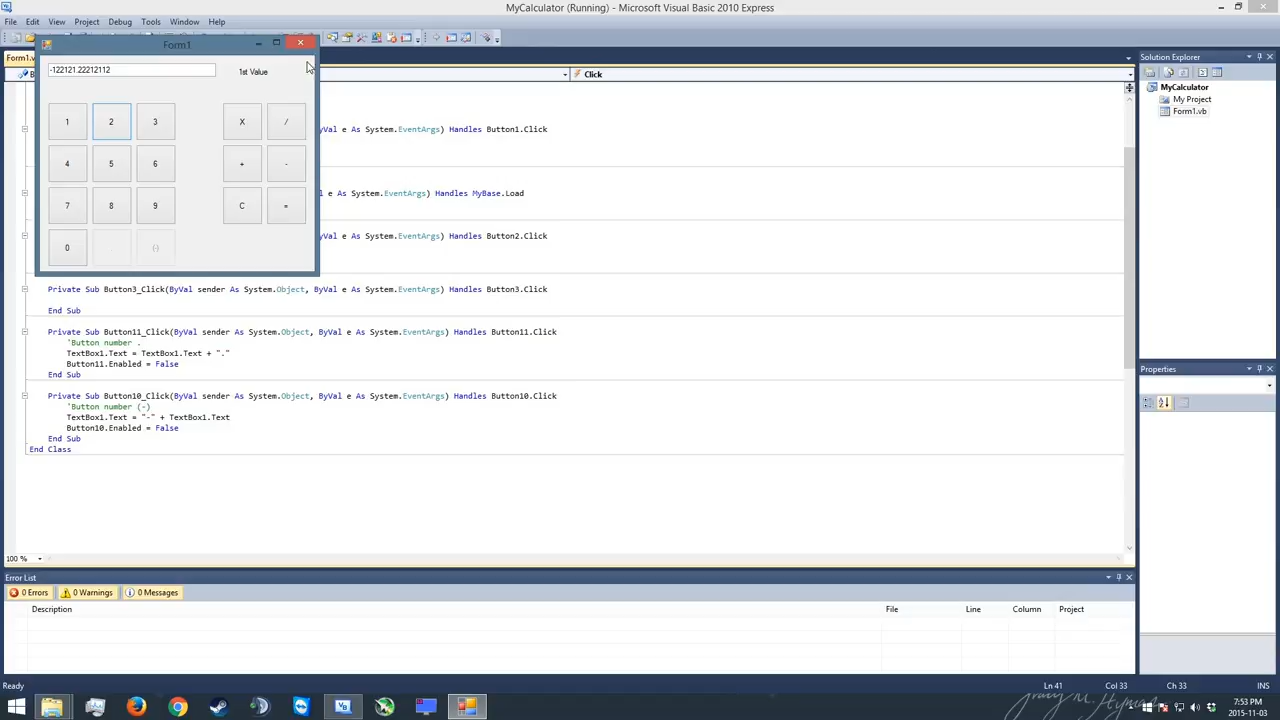 MyCalculator (Running) - Microsoft Visual Basic 2010 Express
File Edit View Project Debug Tools Window Help
Form1
Form1.v
-122121.22212112
1st Value
1 2 3 X /
4 5 6 + -
7 8 9 C =
0 . (-)
B
Click
ByVal e As System.EventArgs) Handles Button1.Click
l e As System.EventArgs) Handles MyBase.Load
ByVal e As System.EventArgs) Handles Button2.Click
Private Sub Button3_Click(ByVal sender As System.Object, ByVal e As System.EventArgs) Handles Button3.Click
End Sub
Private Sub Button11_Click(ByVal sender As System.Object, ByVal e As System.EventArgs) Handles Button11.Click
'Button number .
TextBox1.Text = TextBox1.Text + "."
Button11.Enabled = False
End Sub
Private Sub Button10_Click(ByVal sender As System.Object, ByVal e As System.EventArgs) Handles Button10.Click
'Button number (-)
TextBox1.Text = "-" + TextBox1.Text
Button10.Enabled = False
End Sub
End Class
100 %
Solution Explorer
MyCalculator
My Project
Form1.vb
Properties
Error List
0 Errors 0 Warnings 0 Messages
Description File Line Column Project
Ready Ln 41 Col 33 Ch 33 INS
7:53 PM
2015-11-03